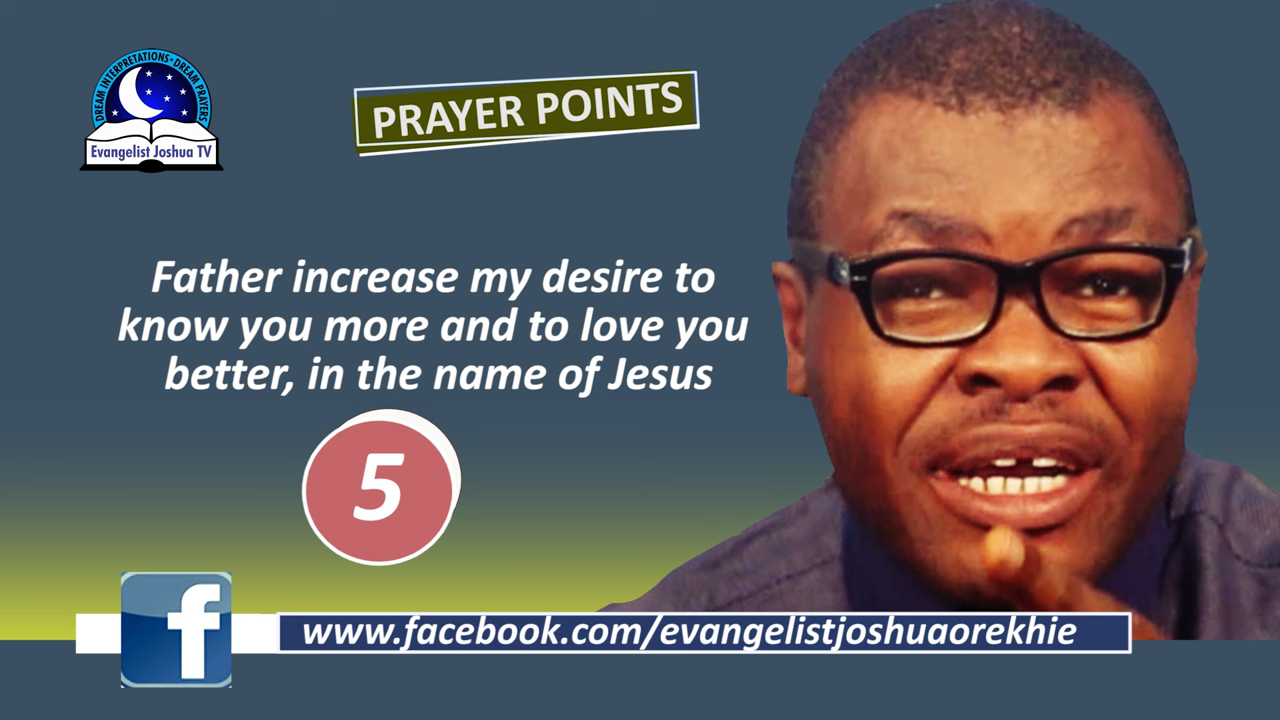 DREAM INTERPRETATIONS · DREAM PRAYERS
Evangelist Joshua TV
PRAYER POINTS
Father increase my desire to
know you more and to love you
better, in the name of Jesus
5
f
www.facebook.com/evangelistjoshuaorekhie